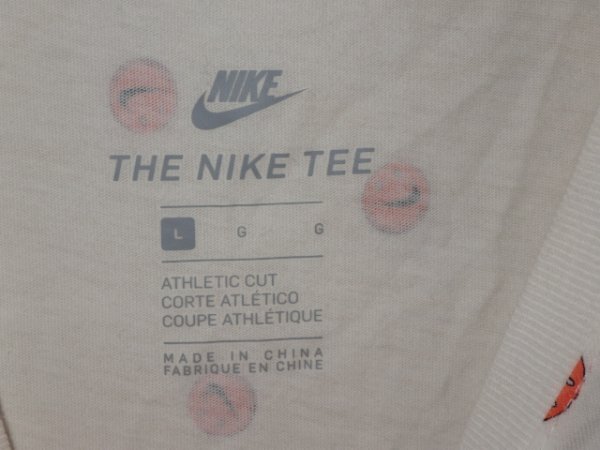 NIKE
THE NIKE TEE
L G G
ATHLETIC CUT
CORTE ATLÉTICO
COUPE ATHLÉTIQUE
MADE IN CHINA
FABRIQUE EN CHINE